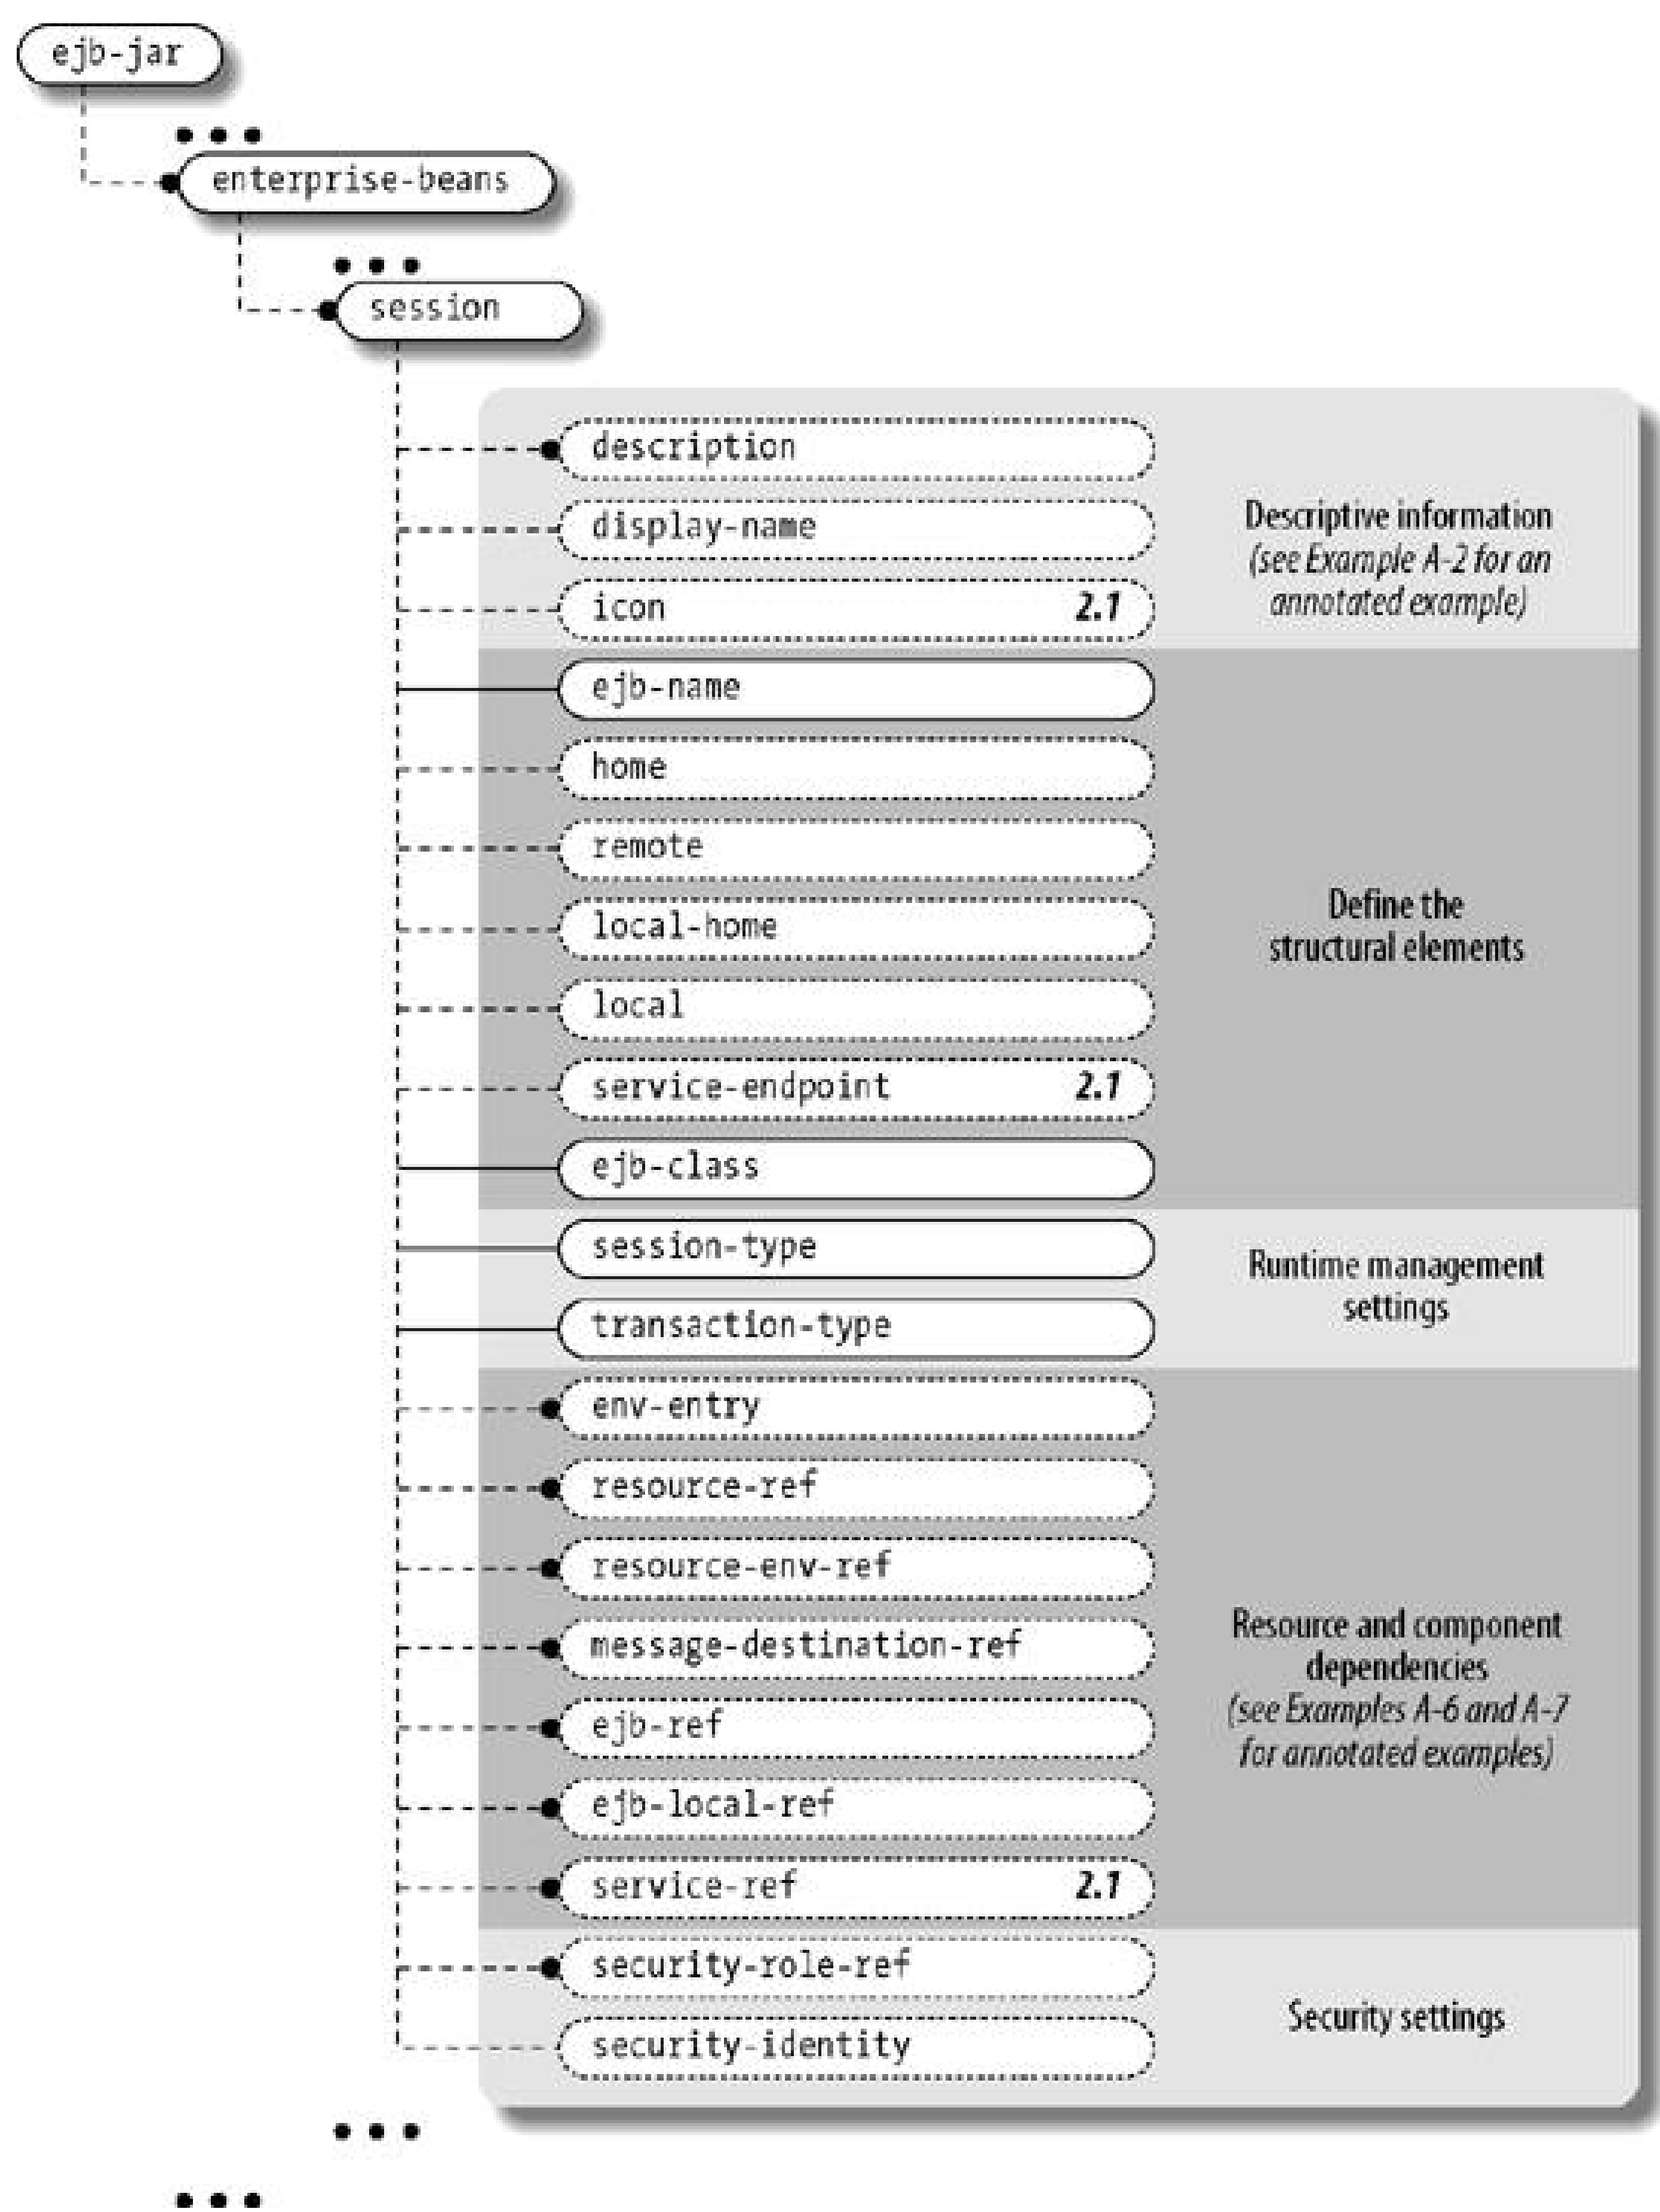 ejb-jar
enterprise-beans
session
description
display-name
icon 2.1
Descriptive information
(see Example A-2 for an
annotated example)
ejb-name
home
remote
local-home
local
service-endpoint 2.1
ejb-class
Define the
structural elements
session-type
transaction-type
Runtime management
settings
env-entry
resource-ref
resource-env-ref
message-destination-ref
ejb-ref
ejb-local-ref
service-ref 2.1
Resource and component
dependencies
(see Examples A-6 and A-7
for annotated examples)
security-role-ref
security-identity
Security settings